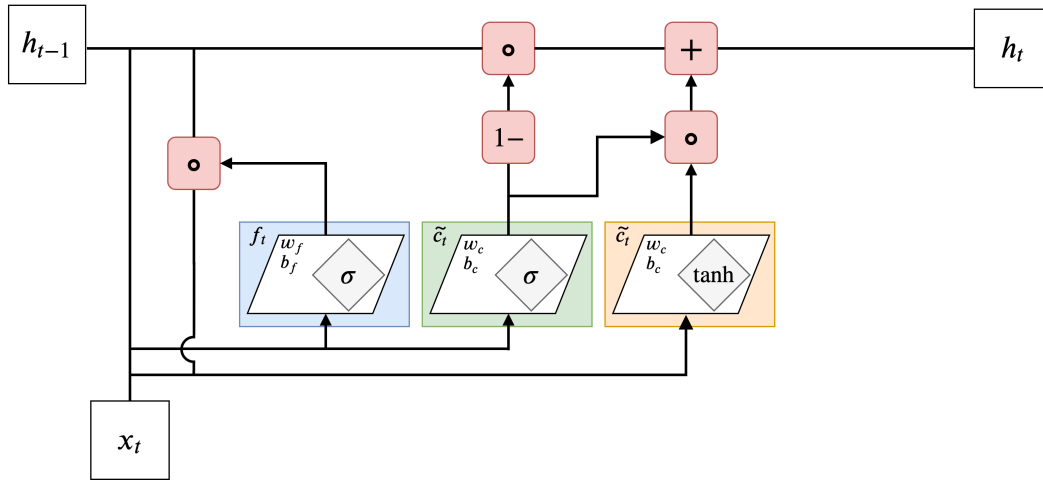 h_{t−1}
∘
+
h_t
1−
∘
∘
f_t
w_f
b_f
σ
c̃_t
w_c
b_c
σ
c̃_t
w_c
b_c
tanh
x_t